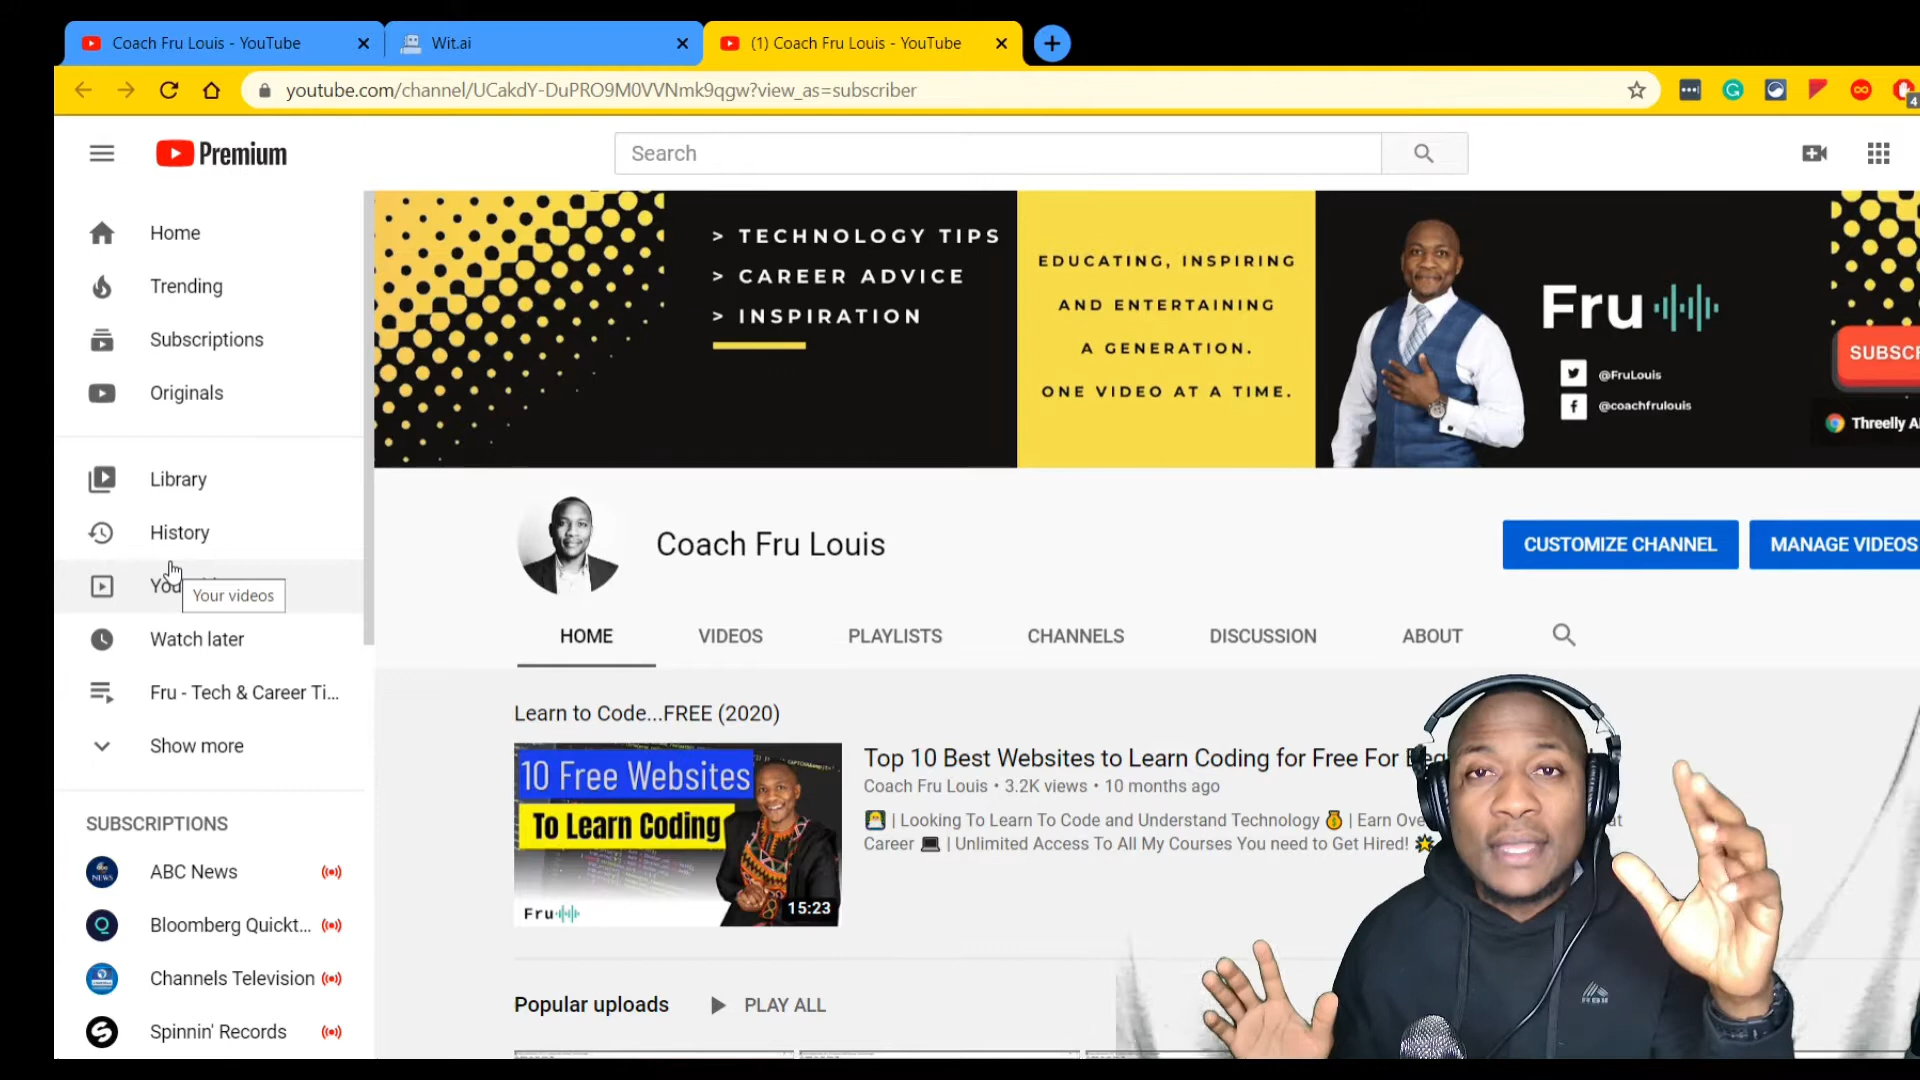 Coach Fru Louis - YouTube
Wit.ai
(1) Coach Fru Louis - YouTube
youtube.com/channel/UCakdY-DuPRO9M0VVNmk9qgw?view_as=subscriber
4
Premium
Search
Home
Trending
Subscriptions
Originals
Library
History
You
Your videos
Watch later
Fru - Tech & Career Ti...
Show more
SUBSCRIPTIONS
ABC News
Bloomberg Quickt...
Channels Television
Spinnin' Records
> TECHNOLOGY TIPS
> CAREER ADVICE
> INSPIRATION
EDUCATING, INSPIRING
AND ENTERTAINING
A GENERATION.
ONE VIDEO AT A TIME.
Fru
@FruLouis
@coachfrulouis
SUBSCR
Threelly A
Coach Fru Louis
CUSTOMIZE CHANNEL
MANAGE VIDEOS
HOME
VIDEOS
PLAYLISTS
CHANNELS
DISCUSSION
ABOUT
Learn to Code...FREE (2020)
10 Free Websites
To Learn Coding
Fru
15:23
Top 10 Best Websites to Learn Coding for Free For Beg
Coach Fru Louis • 3.2K views • 10 months ago
| Looking To Learn To Code and Understand Technology | Earn Ove
Career | Unlimited Access To All My Courses You need to Get Hired!
Popular uploads
PLAY ALL
RBX